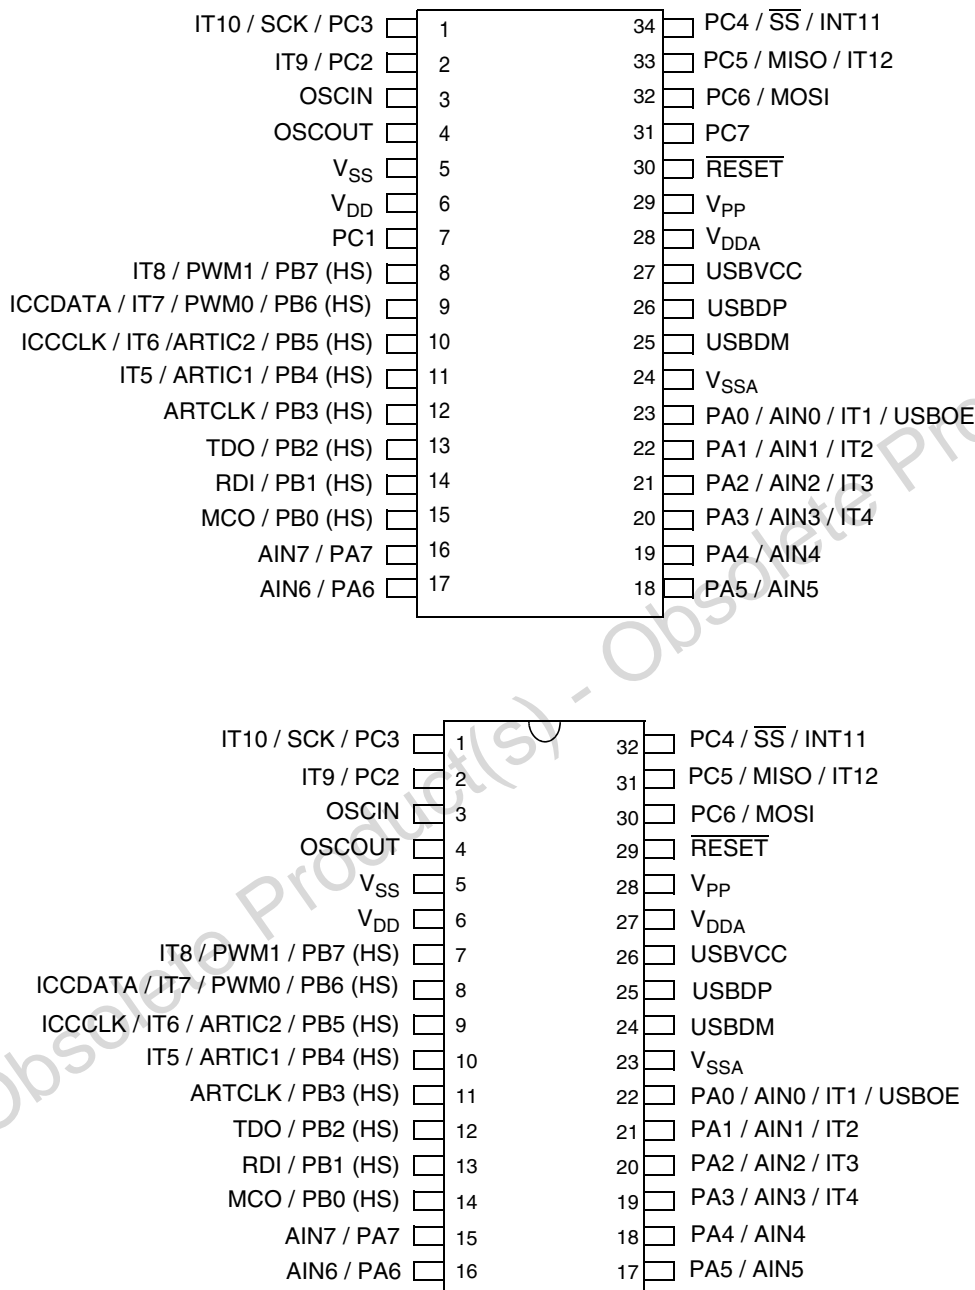 IT10 / SCK / PC3 1 34 PC4 / SS / INT11
IT9 / PC2 2 33 PC5 / MISO / IT12
OSCIN 3 32 PC6 / MOSI
OSCOUT 4 31 PC7
VSS 5 30 RESET
VDD 6 29 VPP
PC1 7 28 VDDA
IT8 / PWM1 / PB7 (HS) 8 27 USBVCC
ICCDATA / IT7 / PWM0 / PB6 (HS) 9 26 USBDP
ICCCLK / IT6 /ARTIC2 / PB5 (HS) 10 25 USBDM
IT5 / ARTIC1 / PB4 (HS) 11 24 VSSA
ARTCLK / PB3 (HS) 12 23 PA0 / AIN0 / IT1 / USBOE
TDO / PB2 (HS) 13 22 PA1 / AIN1 / IT2
RDI / PB1 (HS) 14 21 PA2 / AIN2 / IT3
MCO / PB0 (HS) 15 20 PA3 / AIN3 / IT4
AIN7 / PA7 16 19 PA4 / AIN4
AIN6 / PA6 17 18 PA5 / AIN5
IT10 / SCK / PC3 1 32 PC4 / SS / INT11
IT9 / PC2 2 31 PC5 / MISO / IT12
OSCIN 3 30 PC6 / MOSI
OSCOUT 4 29 RESET
VSS 5 28 VPP
VDD 6 27 VDDA
IT8 / PWM1 / PB7 (HS) 7 26 USBVCC
ICCDATA / IT7 / PWM0 / PB6 (HS) 8 25 USBDP
ICCCLK / IT6 / ARTIC2 / PB5 (HS) 9 24 USBDM
IT5 / ARTIC1 / PB4 (HS) 10 23 VSSA
ARTCLK / PB3 (HS) 11 22 PA0 / AIN0 / IT1 / USBOE
TDO / PB2 (HS) 12 21 PA1 / AIN1 / IT2
RDI / PB1 (HS) 13 20 PA2 / AIN2 / IT3
MCO / PB0 (HS) 14 19 PA3 / AIN3 / IT4
AIN7 / PA7 15 18 PA4 / AIN4
AIN6 / PA6 16 17 PA5 / AIN5
Obsolete Product(s) - Obsolete Pro